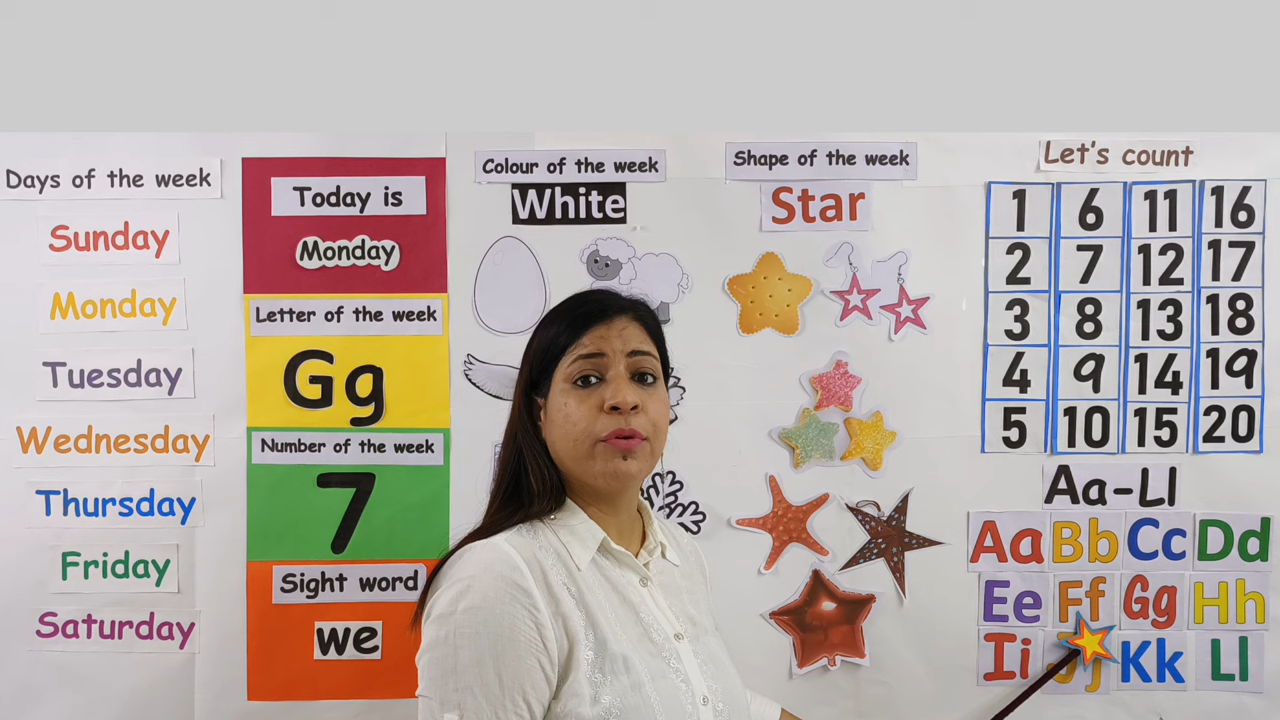 Days of the week
Sunday
Monday
Tuesday
Wednesday
Thursday
Friday
Saturday
Today is
Monday
Letter of the week
Gg
Number of the week
7
Sight word
we
Colour of the week
White
Shape of the week
Star
Let's count
1 6 11 16
2 7 12 17
3 8 13 18
4 9 14 19
5 10 15 20
Aa-Ll
Aa Bb Cc Dd
Ee Ff Gg Hh
Ii Jj Kk Ll